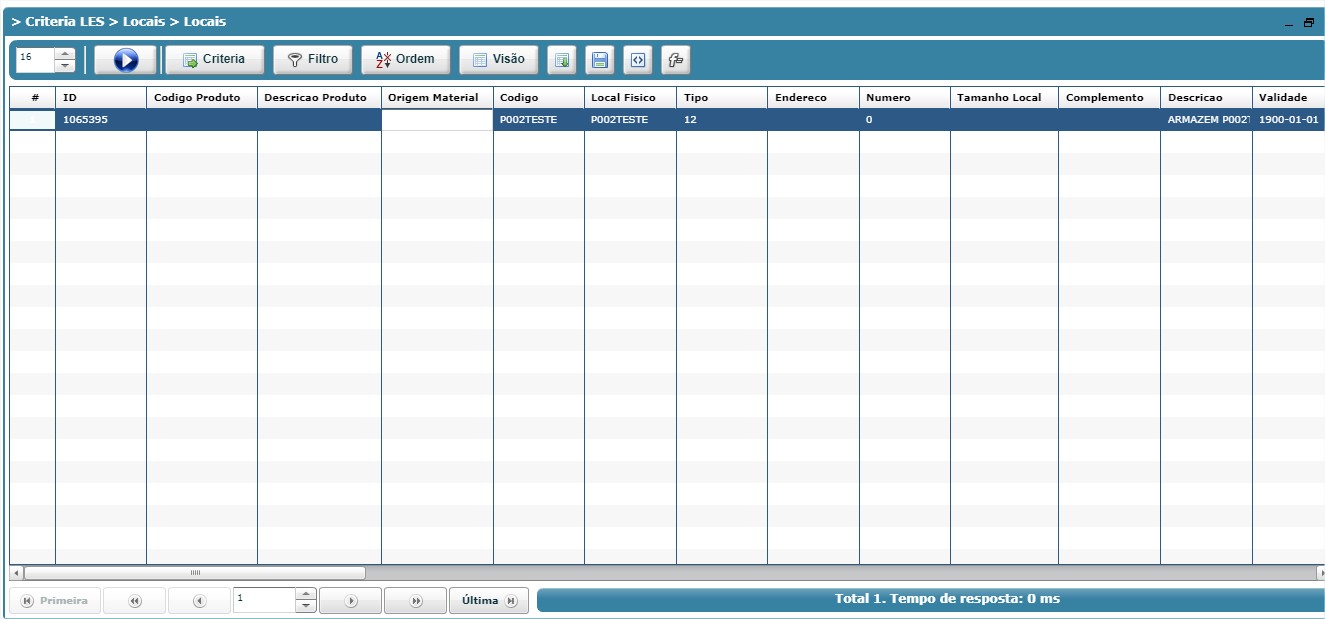 > Criteria LES > Locais > Locais
16 Criteria Filtro Ordem Visão
# ID Codigo Produto Descricao Produto Origem Material Codigo Local Fisico Tipo Endereco Numero Tamanho Local Complemento Descricao Validade
1065395 P002TESTE P002TESTE 12 0 ARMAZEM P002T 1900-01-01
Primeira 1 Última Total 1. Tempo de resposta: 0 ms